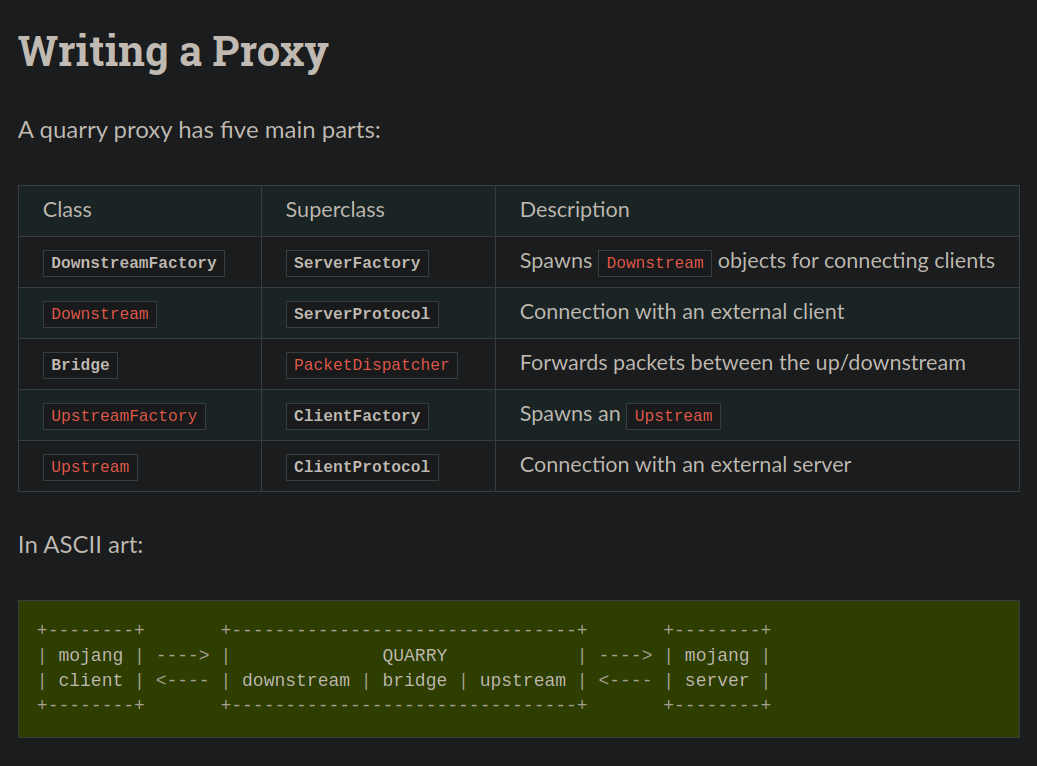 Writing a Proxy
A quarry proxy has five main parts:
Class Superclass Description
DownstreamFactory ServerFactory Spawns Downstream objects for connecting clients
Downstream ServerProtocol Connection with an external client
Bridge PacketDispatcher Forwards packets between the up/downstream
UpstreamFactory ClientFactory Spawns an Upstream
Upstream ClientProtocol Connection with an external server
In ASCII art:
+--------+       +--------------------------------+       +--------+
| mojang | ----> |              QUARRY            | ----> | mojang |
| client | <---- | downstream | bridge | upstream | <---- | server |
+--------+       +--------------------------------+       +--------+